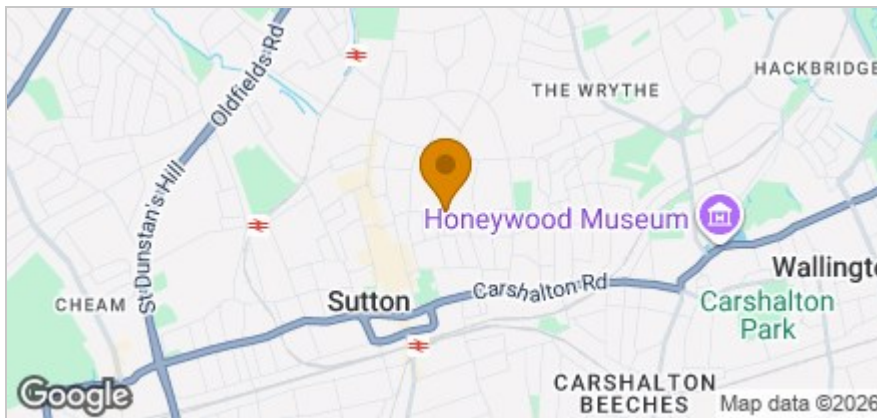 Oldfields Rd
HACKBRIDGE
THE WRYTHE
St Dunstan's Hill
Honeywood Museum
Wallingt
CHEAM
Sutton
Carshalton Rd
Carshalton
Park
CARSHALTON
BEECHES
Google
Map data ©2026